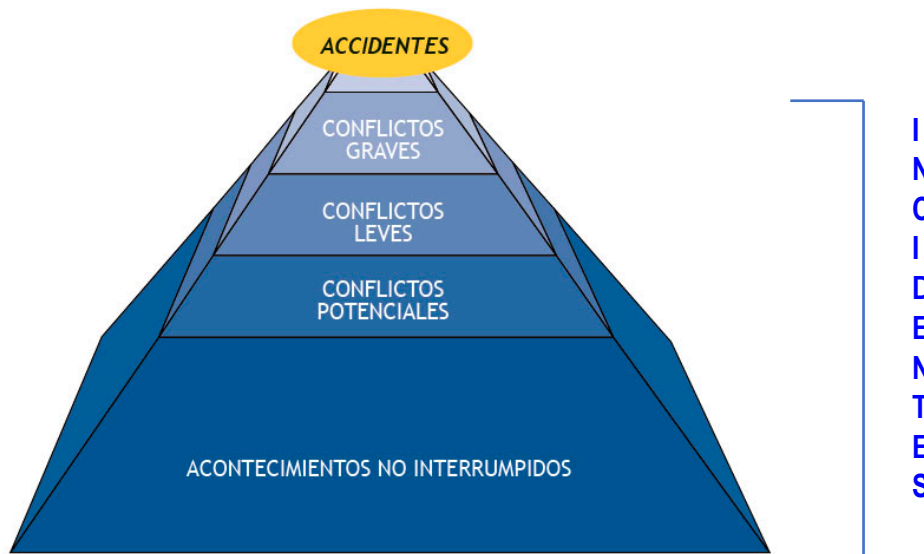 ACCIDENTES
CONFLICTOS
GRAVES
CONFLICTOS
LEVES
CONFLICTOS
POTENCIALES
ACONTECIMIENTOS NO INTERRUMPIDOS
I
N
C
I
D
E
N
T
E
S